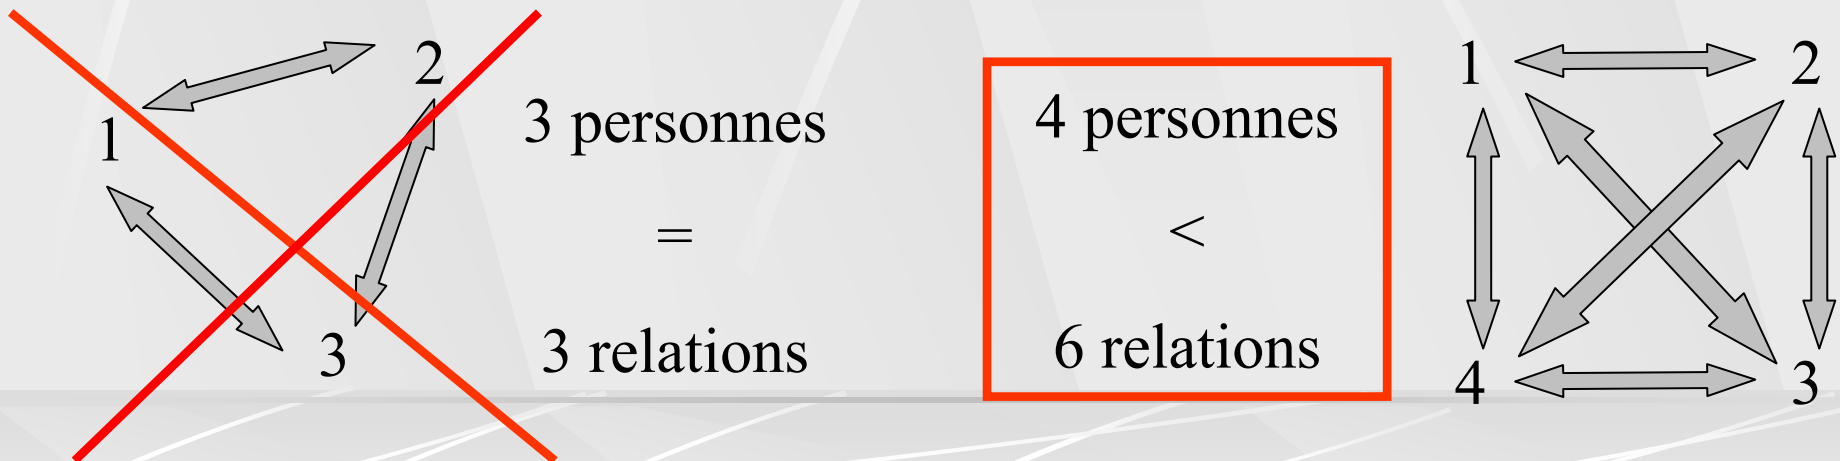 1
2
3
3 personnes
=
3 relations
4 personnes
<
6 relations
1
2
4
3